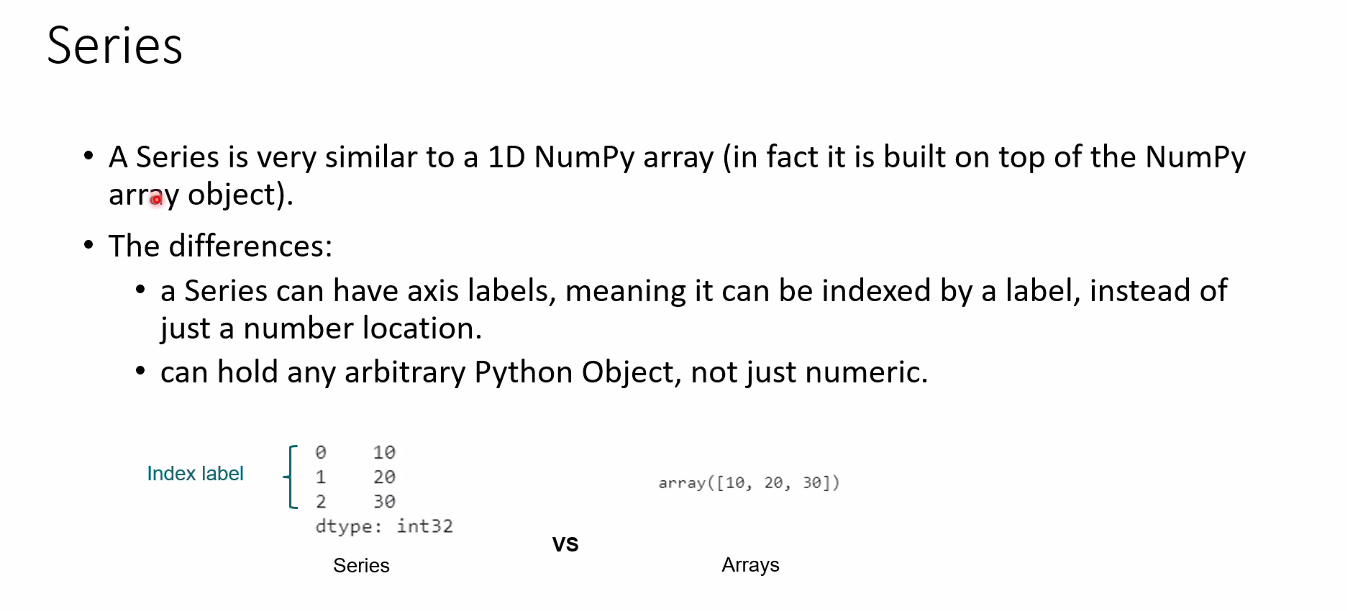 Series
• A Series is very similar to a 1D NumPy array (in fact it is built on top of the NumPy
array object).
• The differences:
• a Series can have axis labels, meaning it can be indexed by a label, instead of
just a number location.
• can hold any arbitrary Python Object, not just numeric.
Index label
0 10
1 20
2 30
dtype: int32
Series
vs
array([10, 20, 30])
Arrays